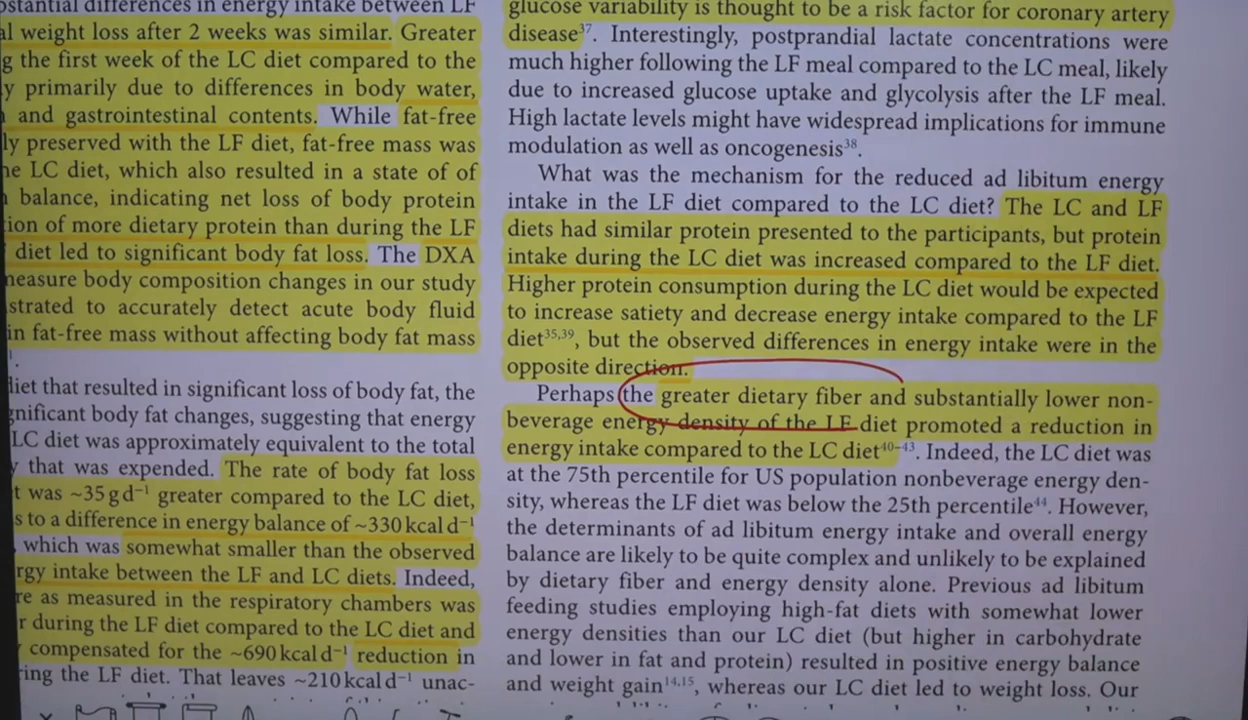 differences in energy intake between LF
weight loss after 2 weeks was similar. Greater
the first week of the LC diet compared to the
primarily due to differences in body water,
and gastrointestinal contents. While fat-free
preserved with the LF diet, fat-free mass was
LC diet, which also resulted in a state of of
balance, indicating net loss of body protein
of more dietary protein than during the LF
diet led to significant body fat loss. The DXA
measure body composition changes in our study
to accurately detect acute body fluid
in fat-free mass without affecting body fat mass
diet that resulted in significant loss of body fat, the
body fat changes, suggesting that energy
LC diet was approximately equivalent to the total
that was expended. The rate of body fat loss
was ~35 g d⁻¹ greater compared to the LC diet,
to a difference in energy balance of ~330 kcal d⁻¹
which was somewhat smaller than the observed
intake between the LF and LC diets. Indeed,
as measured in the respiratory chambers was
during the LF diet compared to the LC diet and
compensated for the ~690 kcal d⁻¹ reduction in
the LF diet. That leaves ~210 kcal d⁻¹ unac-
glucose variability is thought to be a risk factor for coronary artery
disease³⁷. Interestingly, postprandial lactate concentrations were
much higher following the LF meal compared to the LC meal, likely
due to increased glucose uptake and glycolysis after the LF meal.
High lactate levels might have widespread implications for immune
modulation as well as oncogenesis³⁸.
What was the mechanism for the reduced ad libitum energy
intake in the LF diet compared to the LC diet? The LC and LF
diets had similar protein presented to the participants, but protein
intake during the LC diet was increased compared to the LF diet.
Higher protein consumption during the LC diet would be expected
to increase satiety and decrease energy intake compared to the LF
diet³⁵,³⁹, but the observed differences in energy intake were in the
opposite direction.
Perhaps the greater dietary fiber and substantially lower non-
beverage energy density of the LF diet promoted a reduction in
energy intake compared to the LC diet⁴⁰⁻⁴³. Indeed, the LC diet was
at the 75th percentile for US population nonbeverage energy den-
sity, whereas the LF diet was below the 25th percentile⁴⁴. However,
the determinants of ad libitum energy intake and overall energy
balance are likely to be quite complex and unlikely to be explained
by dietary fiber and energy density alone. Previous ad libitum
feeding studies employing high-fat diets with somewhat lower
energy densities than our LC diet (but higher in carbohydrate
and lower in fat and protein) resulted in positive energy balance
and weight gain¹⁴,¹⁵, whereas our LC diet led to weight loss. Our